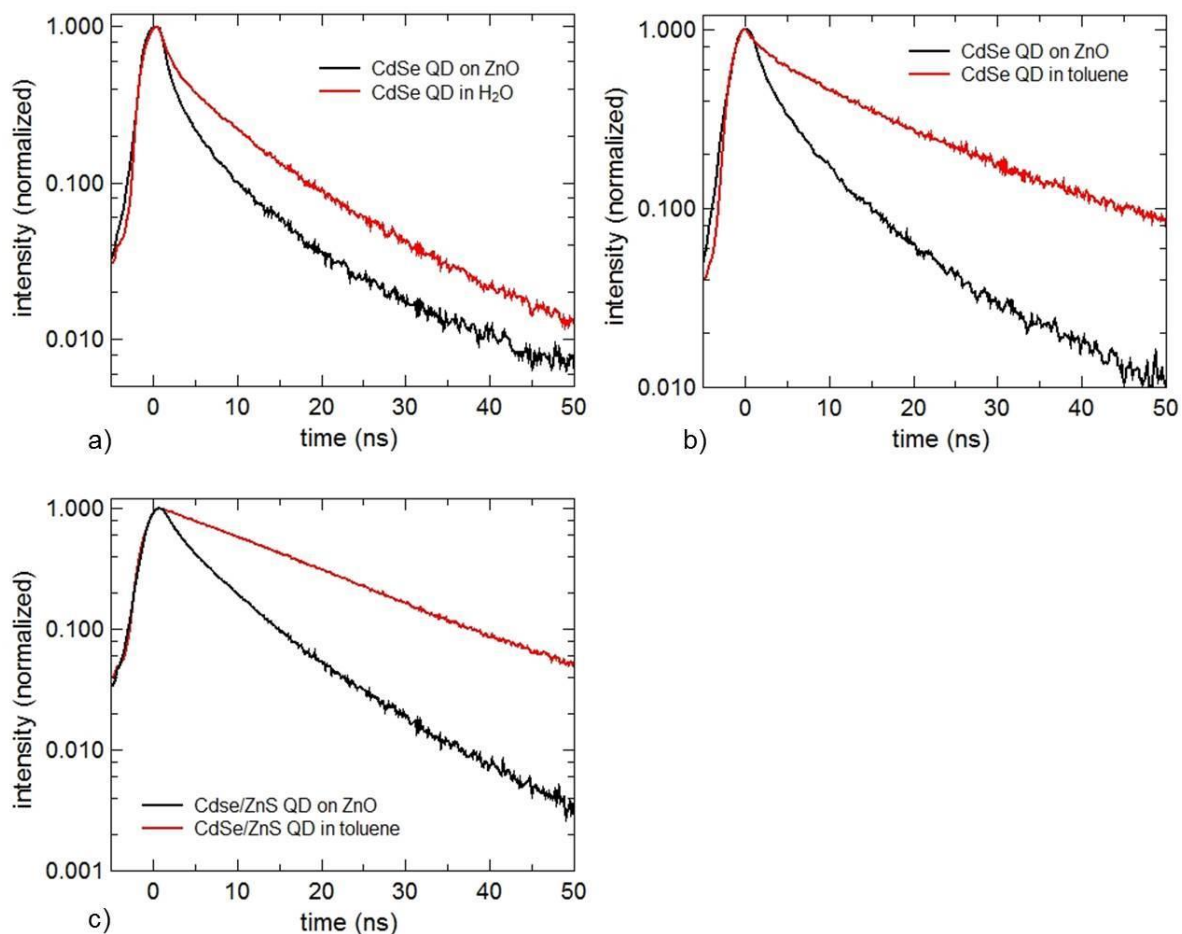 1.000
0.100
0.010
intensity (normalized)
CdSe QD on ZnO
CdSe QD in H₂O
0 10 20 30 40 50
time (ns)
a)
1.000
0.100
0.010
intensity (normalized)
CdSe QD on ZnO
CdSe QD in toluene
0 10 20 30 40 50
time (ns)
b)
1.000
0.100
0.010
0.001
intensity (normalized)
Cdse/ZnS QD on ZnO
CdSe/ZnS QD in toluene
0 10 20 30 40 50
time (ns)
c)